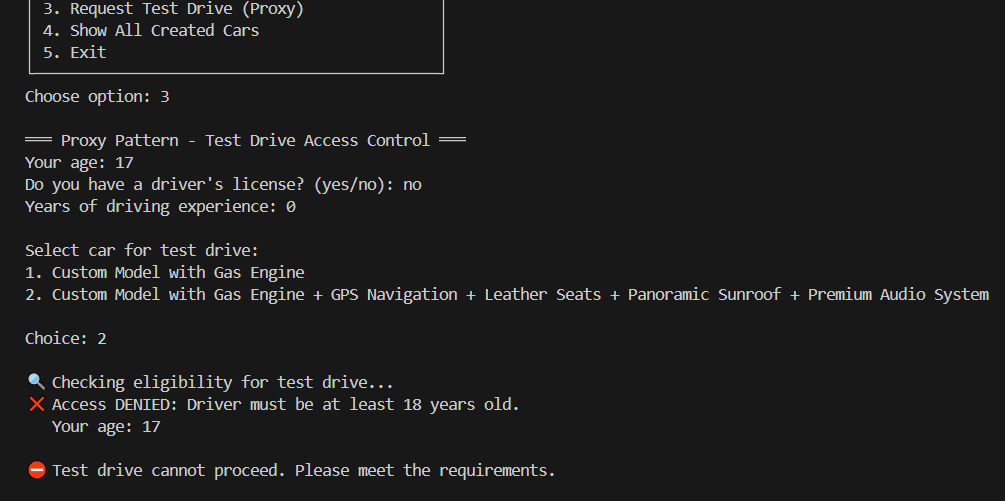 3. Request Test Drive (Proxy)
4. Show All Created Cars
5. Exit
Choose option: 3
═══ Proxy Pattern - Test Drive Access Control ═══
Your age: 17
Do you have a driver's license? (yes/no): no
Years of driving experience: 0
Select car for test drive:
1. Custom Model with Gas Engine
2. Custom Model with Gas Engine + GPS Navigation + Leather Seats + Panoramic Sunroof + Premium Audio System
Choice: 2
🔍 Checking eligibility for test drive...
❌ Access DENIED: Driver must be at least 18 years old.
Your age: 17
⛔ Test drive cannot proceed. Please meet the requirements.